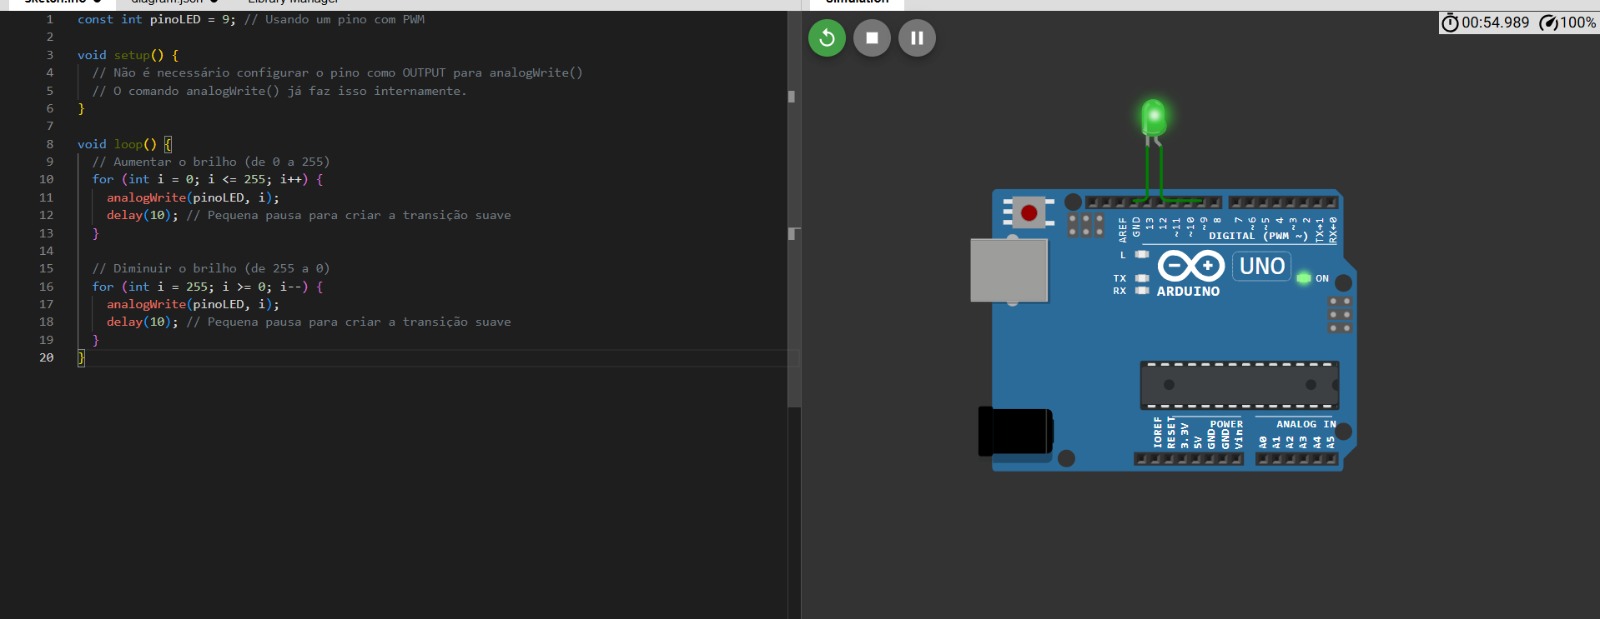 sketch.ino diagram.json Library Manager
Simulation
1 const int pinoLED = 9; // Usando um pino com PWM
2
3 void setup() {
4 // Não é necessário configurar o pino como OUTPUT para analogWrite()
5 // O comando analogWrite() já faz isso internamente.
6 }
7
8 void loop() {
9 // Aumentar o brilho (de 0 a 255)
10 for (int i = 0; i <= 255; i++) {
11 analogWrite(pinoLED, i);
12 delay(10); // Pequena pausa para criar a transição suave
13 }
14
15 // Diminuir o brilho (de 255 a 0)
16 for (int i = 255; i >= 0; i--) {
17 analogWrite(pinoLED, i);
18 delay(10); // Pequena pausa para criar a transição suave
19 }
20 }
00:54.989 100%
AREF GND 13 12 ~11 ~10 ~9 8 7 ~6 ~5 4 ~3 2 TX→1 RX←0
DIGITAL (PWM ~)
L
TX
RX
UNO
ON
ARDUINO
POWER
ANALOG IN
IOREF RESET 3.3V 5V GND GND Vin A0 A1 A2 A3 A4 A5